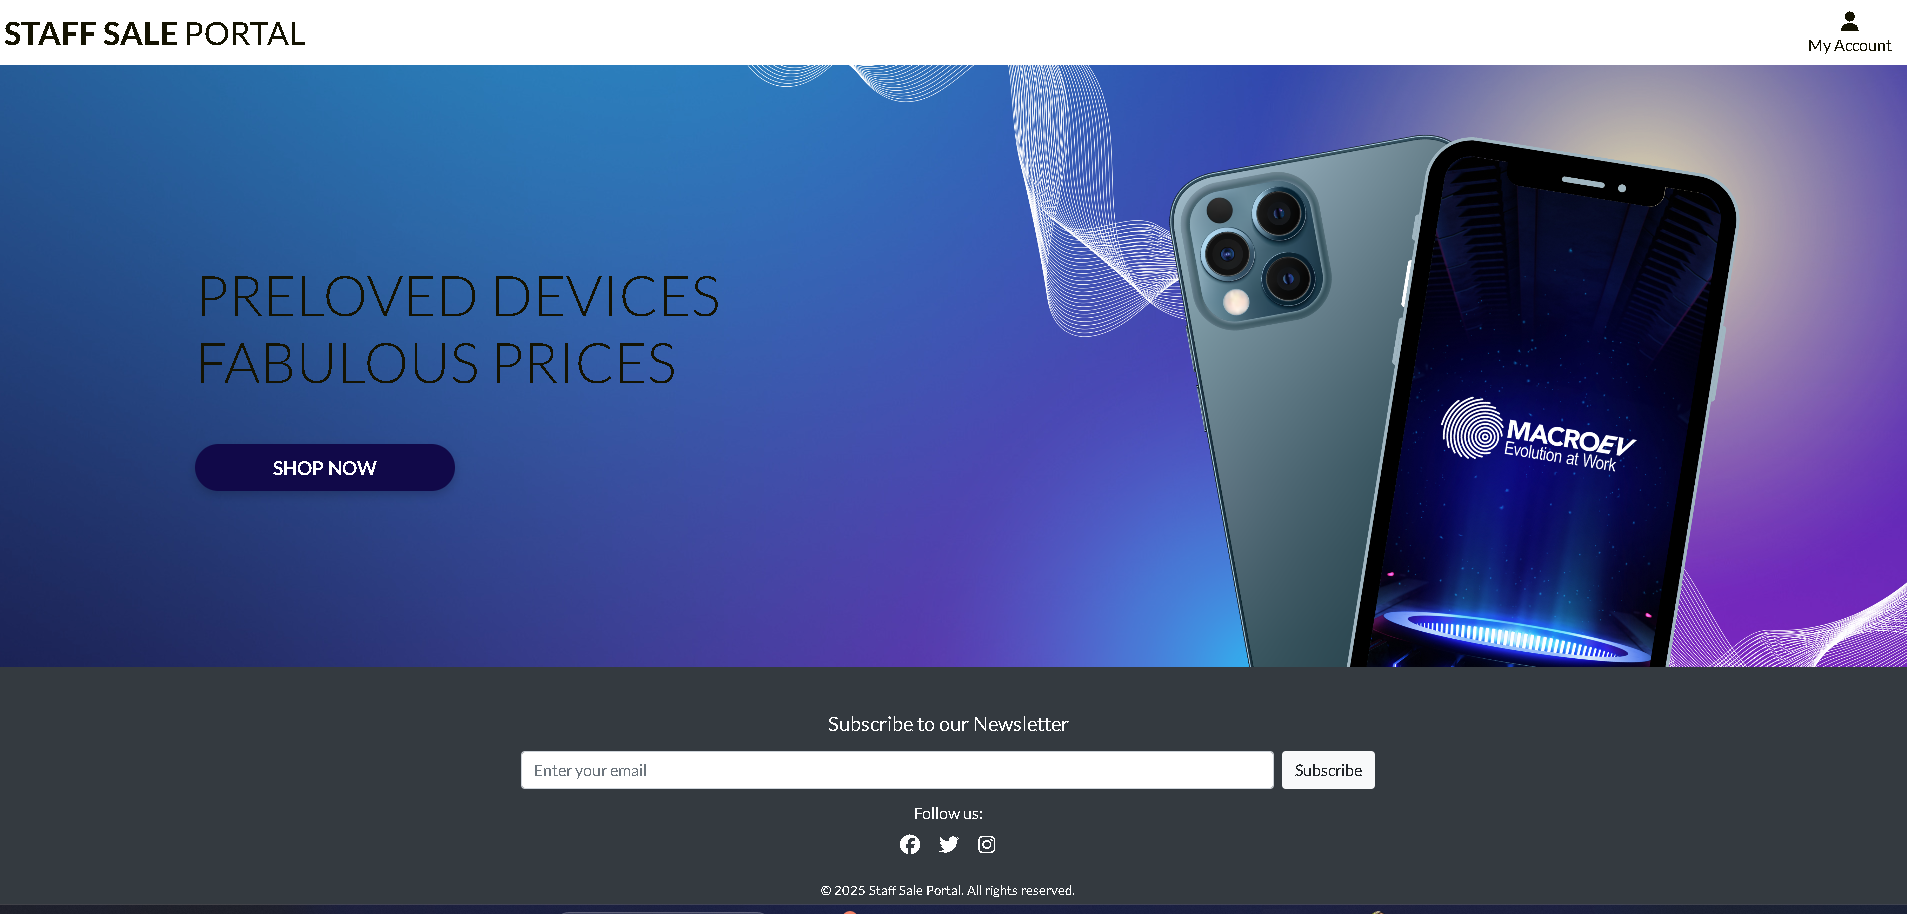 STAFF SALE PORTAL
My Account
PRELOVED DEVICES
FABULOUS PRICES
SHOP NOW
MACROEV
Evolution at Work
Subscribe to our Newsletter
Enter your email
Subscribe
Follow us:
© 2025 Staff Sale Portal. All rights reserved.